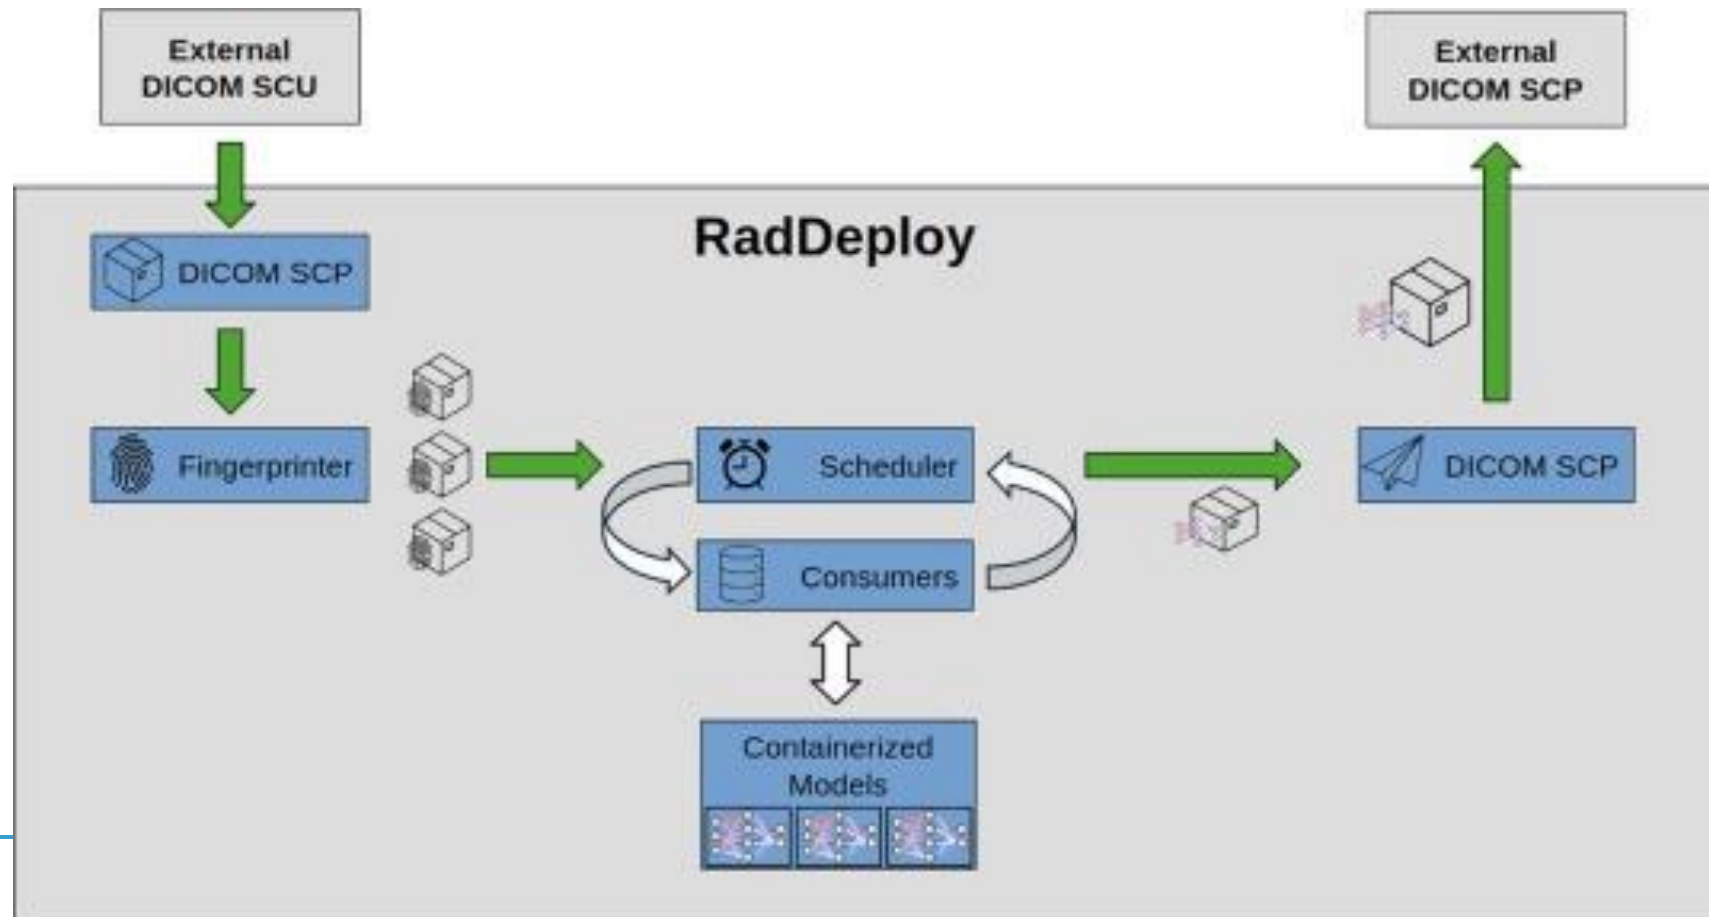 External
DICOM SCU
External
DICOM SCP
RadDeploy
DICOM SCP
Fingerprinter
Scheduler
DICOM SCP
Consumers
Containerized
Models